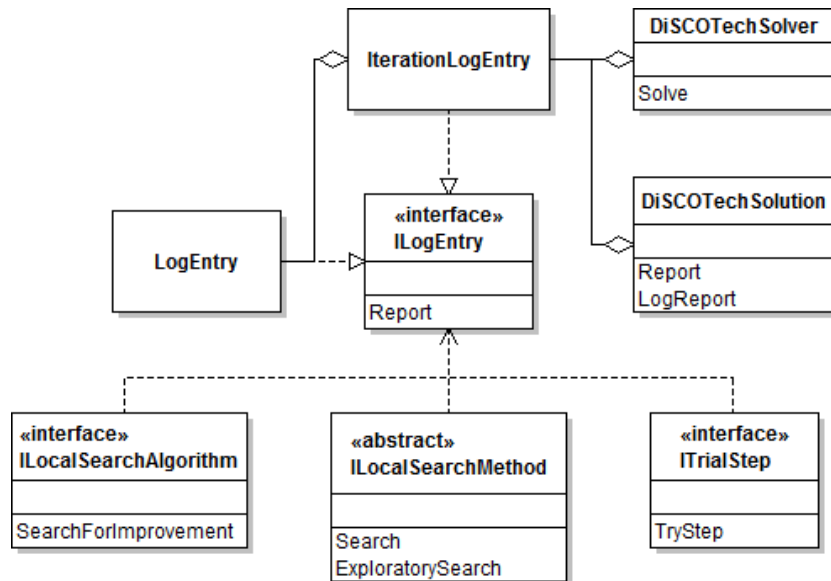 IterationLogEntry
DiSCOTechSolver
Solve
LogEntry
«interface»
ILogEntry
Report
DiSCOTechSolution
Report
LogReport
«interface»
ILocalSearchAlgorithm
SearchForImprovement
«abstract»
ILocalSearchMethod
Search
ExploratorySearch
«interface»
ITrialStep
TryStep